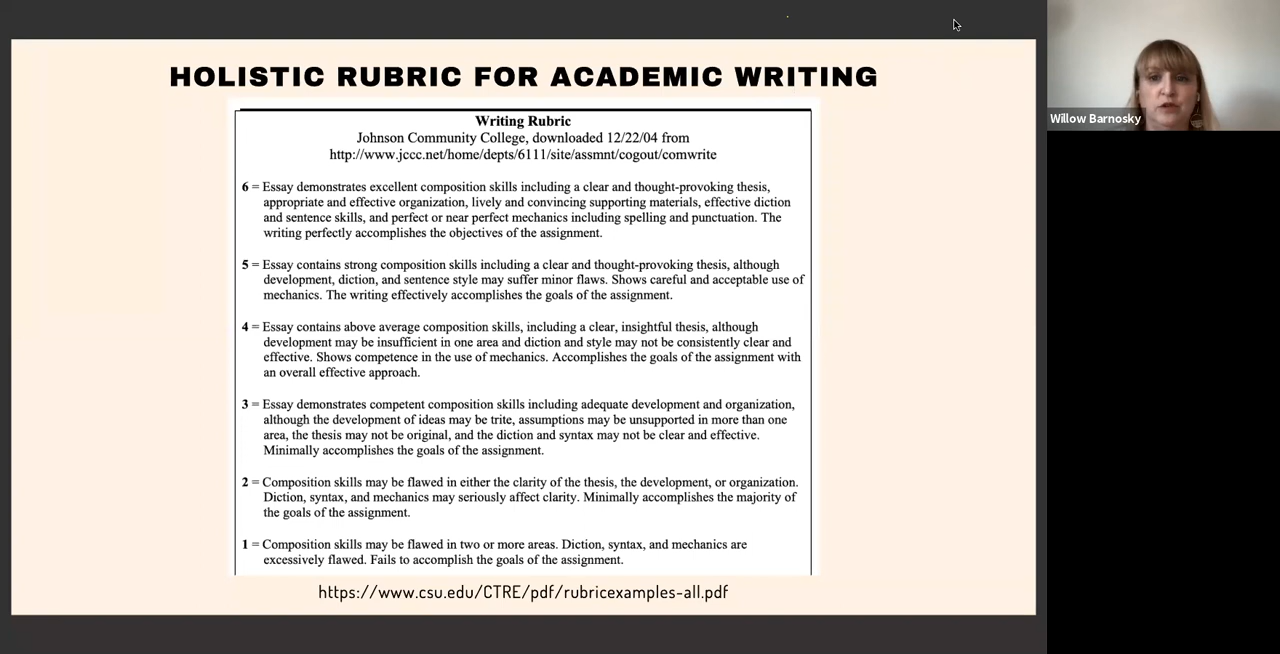 HOLISTIC RUBRIC FOR ACADEMIC WRITING
Writing Rubric
Johnson Community College, downloaded 12/22/04 from
http://www.jccc.net/home/depts/6111/site/assmnt/cogout/comwrite
6 = Essay demonstrates excellent composition skills including a clear and thought-provoking thesis,
appropriate and effective organization, lively and convincing supporting materials, effective diction
and sentence skills, and perfect or near perfect mechanics including spelling and punctuation. The
writing perfectly accomplishes the objectives of the assignment.
5 = Essay contains strong composition skills including a clear and thought-provoking thesis, although
development, diction, and sentence style may suffer minor flaws. Shows careful and acceptable use of
mechanics. The writing effectively accomplishes the goals of the assignment.
4 = Essay contains above average composition skills, including a clear, insightful thesis, although
development may be insufficient in one area and diction and style may not be consistently clear and
effective. Shows competence in the use of mechanics. Accomplishes the goals of the assignment with
an overall effective approach.
3 = Essay demonstrates competent composition skills including adequate development and organization,
although the development of ideas may be trite, assumptions may be unsupported in more than one
area, the thesis may not be original, and the diction and syntax may not be clear and effective.
Minimally accomplishes the goals of the assignment.
2 = Composition skills may be flawed in either the clarity of the thesis, the development, or organization.
Diction, syntax, and mechanics may seriously affect clarity. Minimally accomplishes the majority of
the goals of the assignment.
1 = Composition skills may be flawed in two or more areas. Diction, syntax, and mechanics are
excessively flawed. Fails to accomplish the goals of the assignment.
https://www.csu.edu/CTRE/pdf/rubricexamples-all.pdf
Willow Barnosky